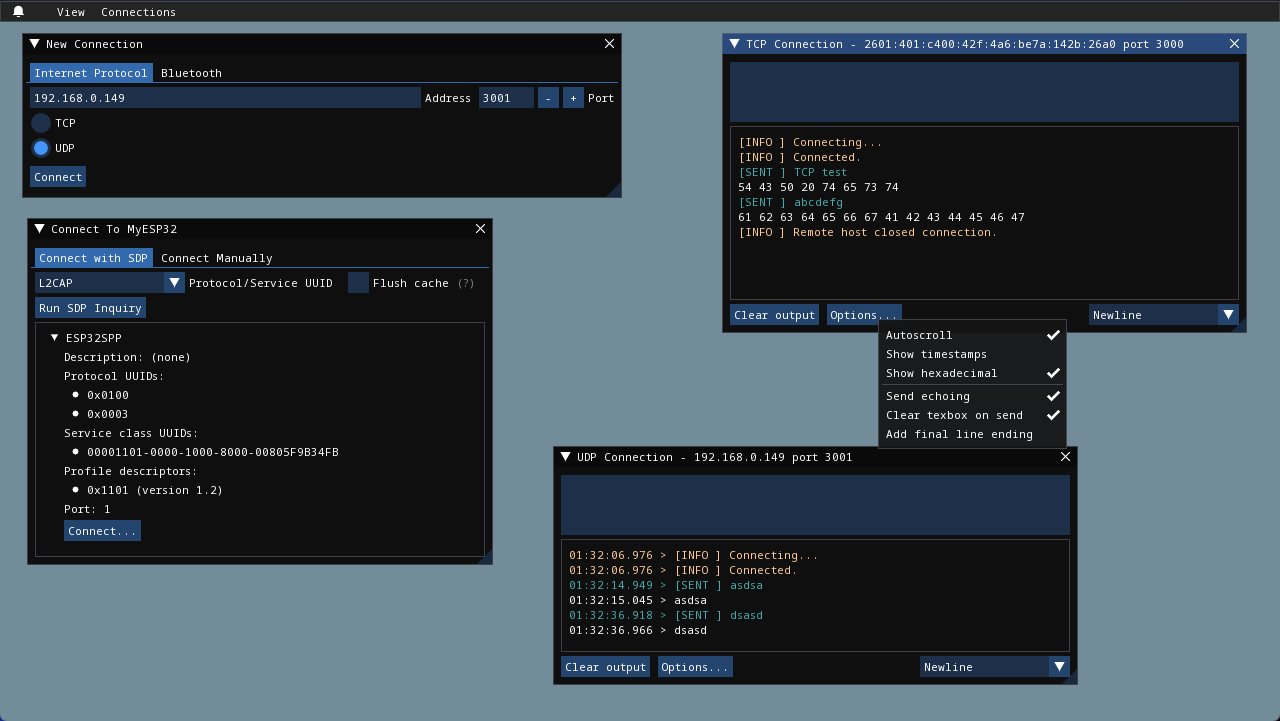 View Connections
New Connection
Internet Protocol Bluetooth
192.168.0.149 Address 3001 - + Port
TCP
UDP
Connect
Connect To MyESP32
Connect with SDP Connect Manually
L2CAP Protocol/Service UUID Flush cache (?)
Run SDP Inquiry
ESP32SPP
Description: (none)
Protocol UUIDs:
0x0100
0x0003
Service class UUIDs:
00001101-0000-1000-8000-00805F9B34FB
Profile descriptors:
0x1101 (version 1.2)
Port: 1
Connect...
TCP Connection - 2601:401:c400:42f:4a6:be7a:142b:26a0 port 3000
[INFO ] Connecting...
[INFO ] Connected.
[SENT ] TCP test
54 43 50 20 74 65 73 74
[SENT ] abcdefg
61 62 63 64 65 66 67 41 42 43 44 45 46 47
[INFO ] Remote host closed connection.
Clear output Options... Newline
Autoscroll
Show timestamps
Show hexadecimal
Send echoing
Clear texbox on send
Add final line ending
UDP Connection - 192.168.0.149 port 3001
01:32:06.976 > [INFO ] Connecting...
01:32:06.976 > [INFO ] Connected.
01:32:14.949 > [SENT ] asdsa
01:32:15.045 > asdsa
01:32:36.918 > [SENT ] dsasd
01:32:36.966 > dsasd
Clear output Options... Newline